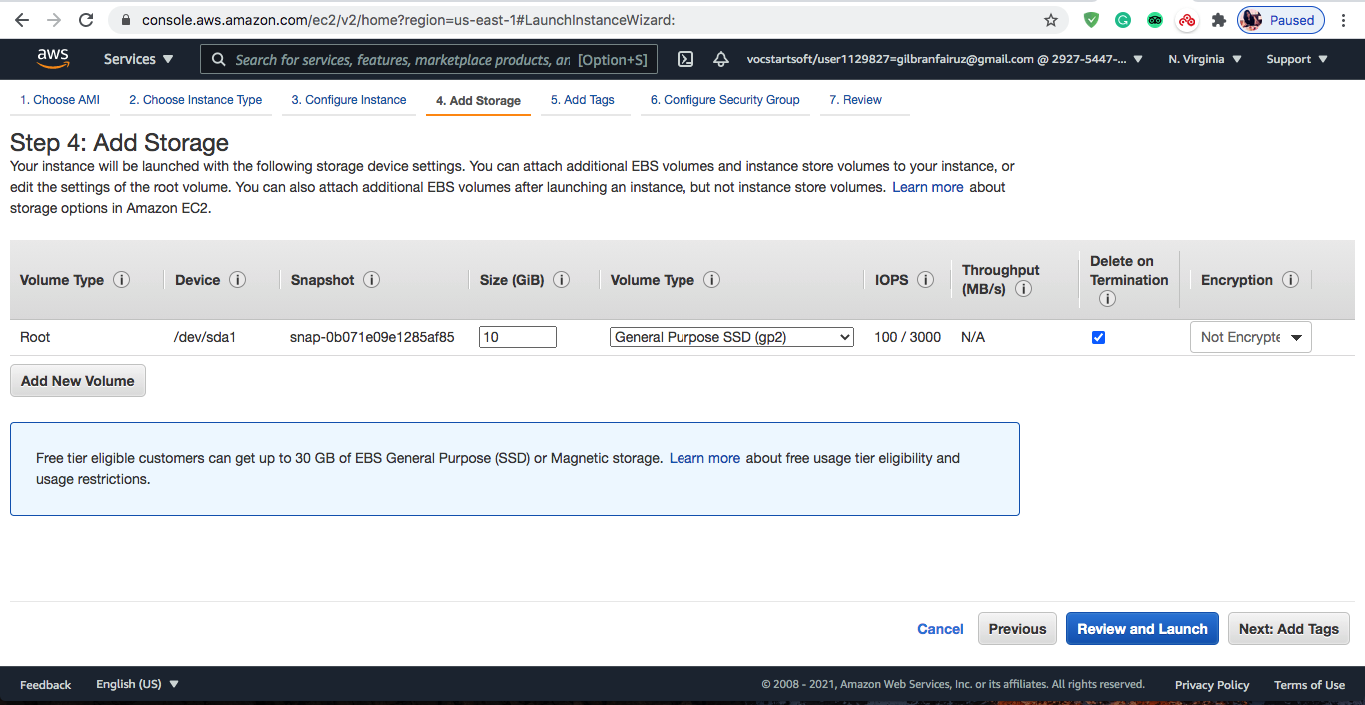 console.aws.amazon.com/ec2/v2/home?region=us-east-1#LaunchInstanceWizard:
Paused
aws
Services
Search for services, features, marketplace products, an [Option+S]
vocstartsoft/user1129827=gilbranfairuz@gmail.com @ 2927-5447-...
N. Virginia
Support
1. Choose AMI
2. Choose Instance Type
3. Configure Instance
4. Add Storage
5. Add Tags
6. Configure Security Group
7. Review
Step 4: Add Storage
Your instance will be launched with the following storage device settings. You can attach additional EBS volumes and instance store volumes to your instance, or
edit the settings of the root volume. You can also attach additional EBS volumes after launching an instance, but not instance store volumes. Learn more about
storage options in Amazon EC2.
Volume Type
Device
Snapshot
Size (GiB)
Volume Type
IOPS
Throughput
(MB/s)
Delete on
Termination
Encryption
Root
/dev/sda1
snap-0b071e09e1285af85
10
General Purpose SSD (gp2)
100 / 3000
N/A
Not Encrypte
Add New Volume
Free tier eligible customers can get up to 30 GB of EBS General Purpose (SSD) or Magnetic storage. Learn more about free usage tier eligibility and
usage restrictions.
Cancel
Previous
Review and Launch
Next: Add Tags
Feedback
English (US)
© 2008 - 2021, Amazon Web Services, Inc. or its affiliates. All rights reserved.
Privacy Policy
Terms of Use